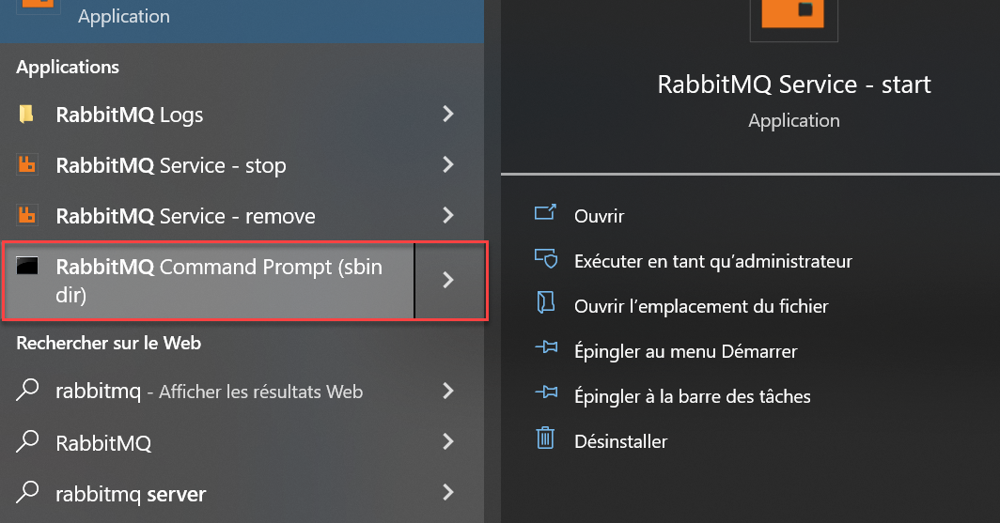 Application
Applications
RabbitMQ Logs
RabbitMQ Service - stop
RabbitMQ Service - remove
RabbitMQ Command Prompt (sbin
dir)
Rechercher sur le Web
rabbitmq - Afficher les résultats Web
RabbitMQ
rabbitmq server
RabbitMQ Service - start
Application
Ouvrir
Exécuter en tant qu’administrateur
Ouvrir l’emplacement du fichier
Épingler au menu Démarrer
Épingler à la barre des tâches
Désinstaller